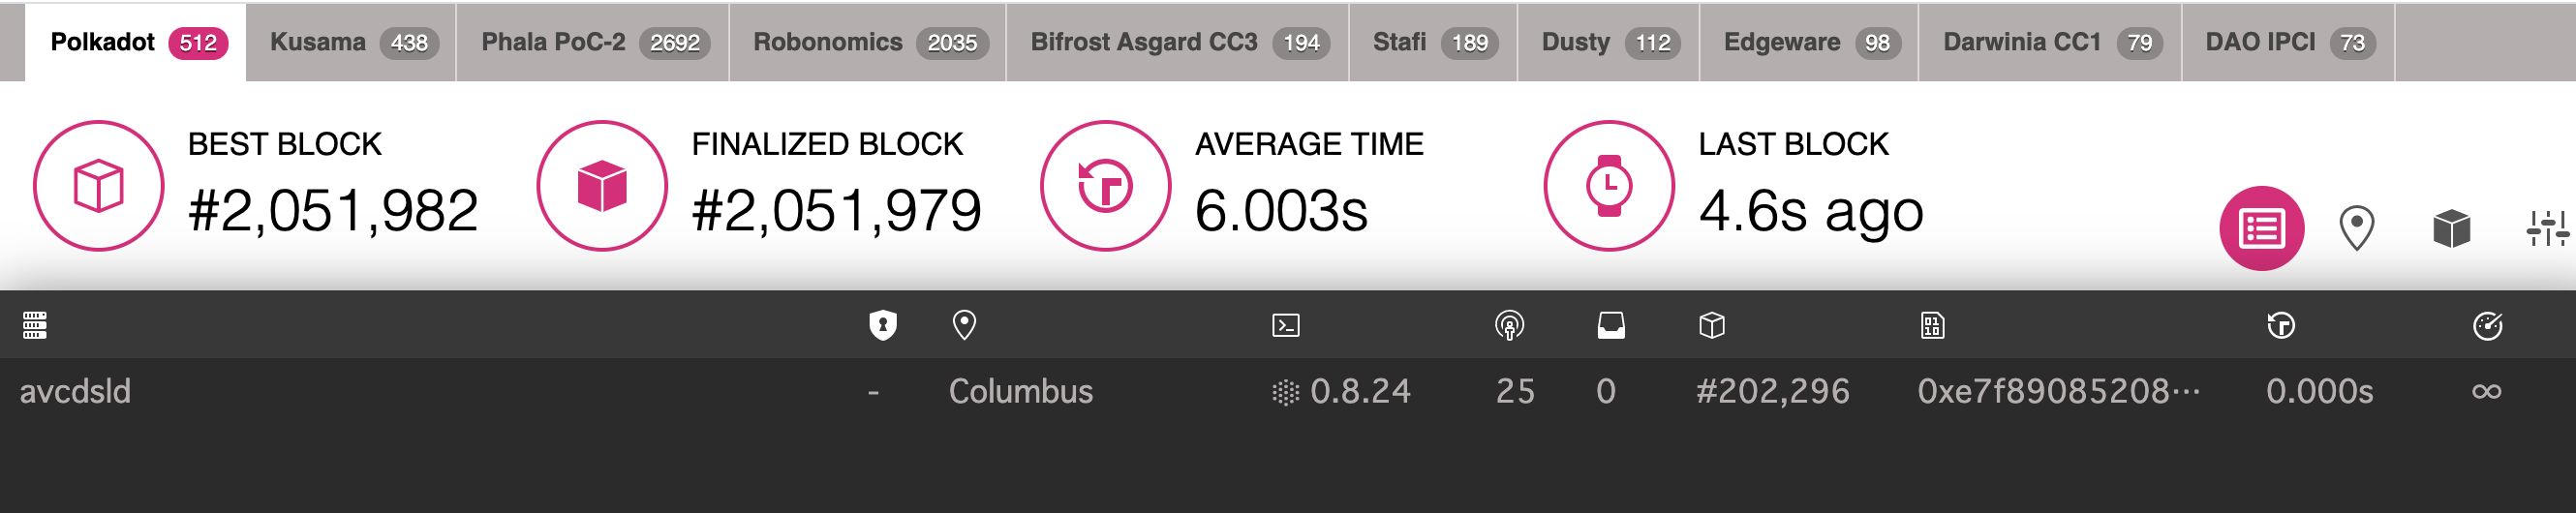 Polkadot 512 Kusama 438 Phala PoC-2 2692 Robonomics 2035 Bifrost Asgard CC3 194 Stafi 189 Dusty 112 Edgeware 98 Darwinia CC1 79 DAO IPCI 73
BEST BLOCK FINALIZED BLOCK AVERAGE TIME LAST BLOCK
#2,051,982 #2,051,979 6.003s 4.6s ago
avcdsld - Columbus 0.8.24 25 0 #202,296 0xe7f89085208··· 0.000s ∞